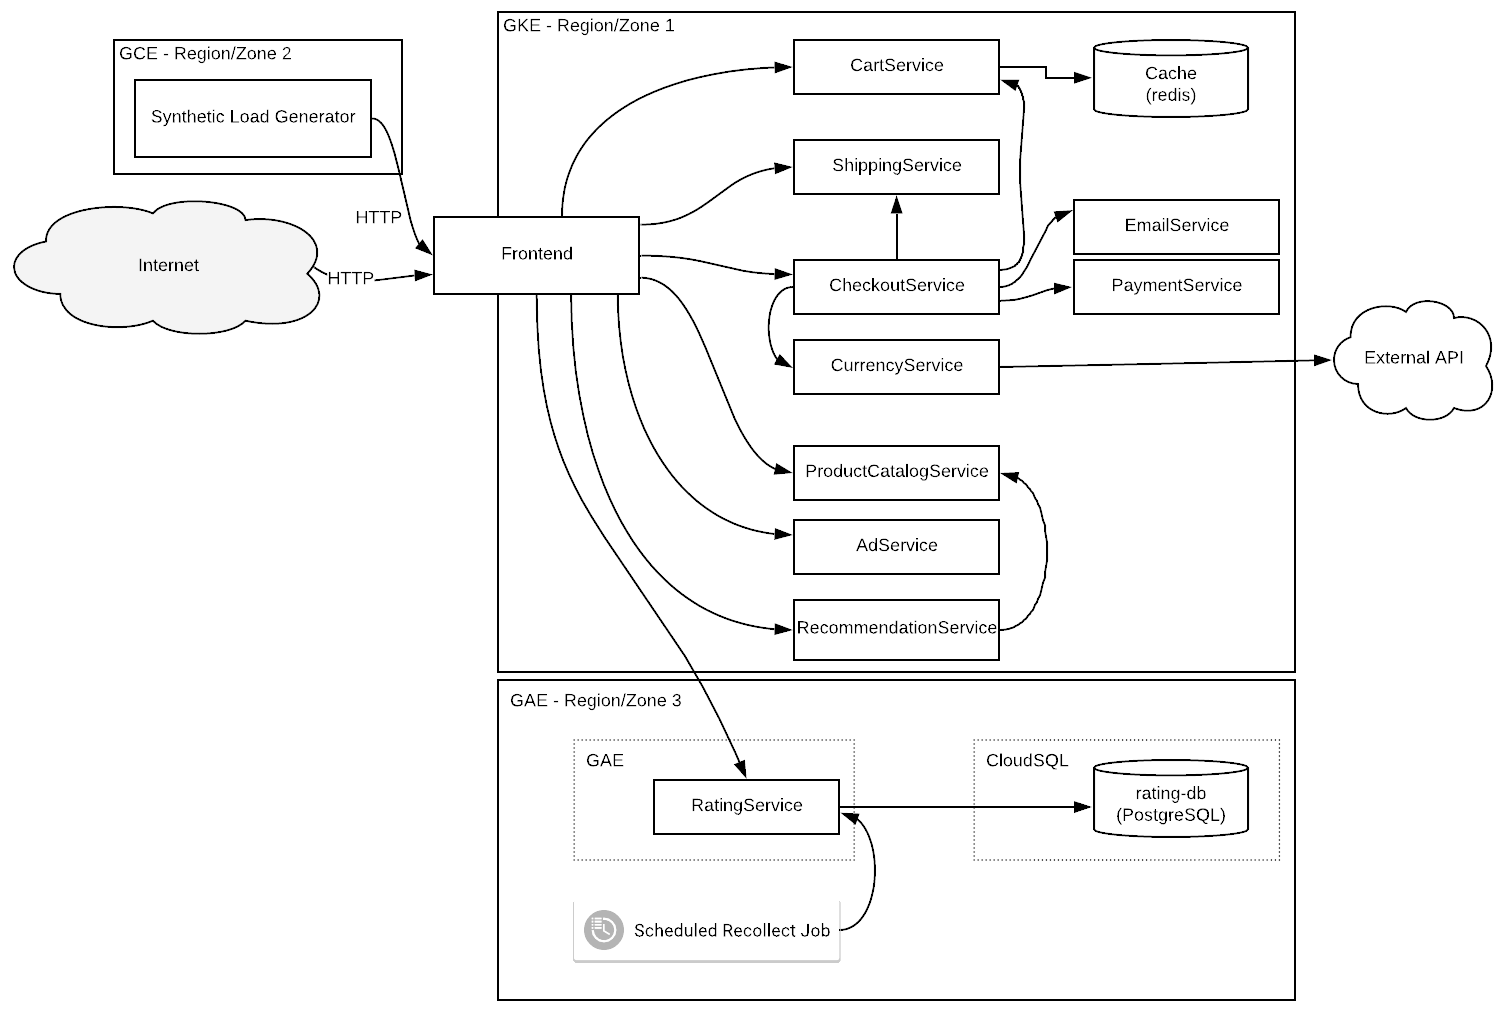 GKE - Region/Zone 1
GCE - Region/Zone 2
Synthetic Load Generator
CartService
Cache
(redis)
ShippingService
HTTP
EmailService
Internet
HTTP
Frontend
CheckoutService
PaymentService
CurrencyService
External API
ProductCatalogService
AdService
RecommendationService
GAE - Region/Zone 3
GAE
CloudSQL
RatingService
rating-db
(PostgreSQL)
Scheduled Recollect Job